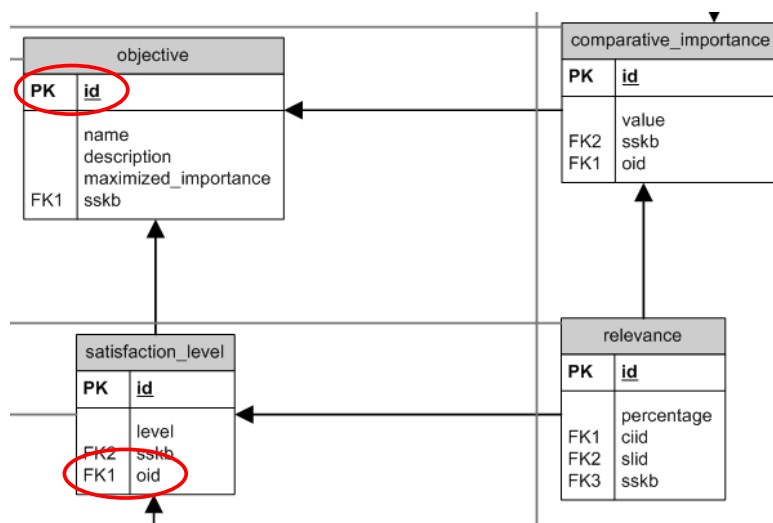 objective
PK id
name
description
maximized_importance
FK1 sskb
comparative_importance
PK id
value
FK2 sskb
FK1 oid
satisfaction_level
PK id
level
FK2 sskb
FK1 oid
relevance
PK id
percentage
FK1 ciid
FK2 slid
FK3 sskb